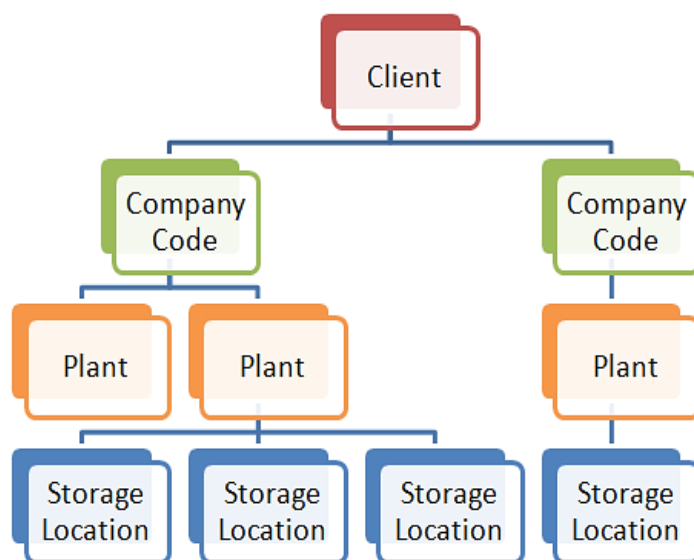 Client
Company
Code
Company
Code
Plant
Plant
Plant
Storage
Location
Storage
Location
Storage
Location
Storage
Location